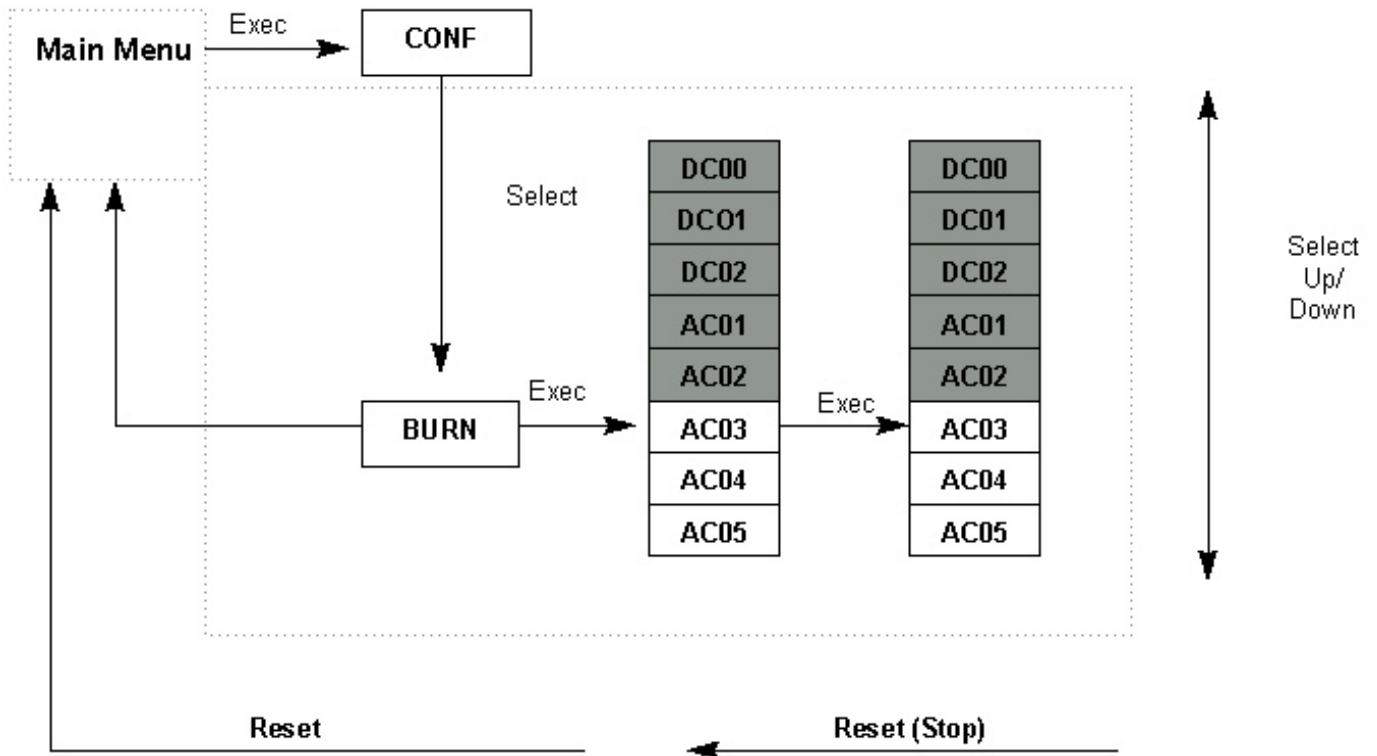 Main Menu
Exec
CONF
Select
DC00
DCO1
DC02
AC01
AC02
AC03
AC04
AC05
DC00
DC01
DC02
AC01
AC02
AC03
AC04
AC05
Select
Up/
Down
BURN
Exec
Exec
Reset
Reset (Stop)